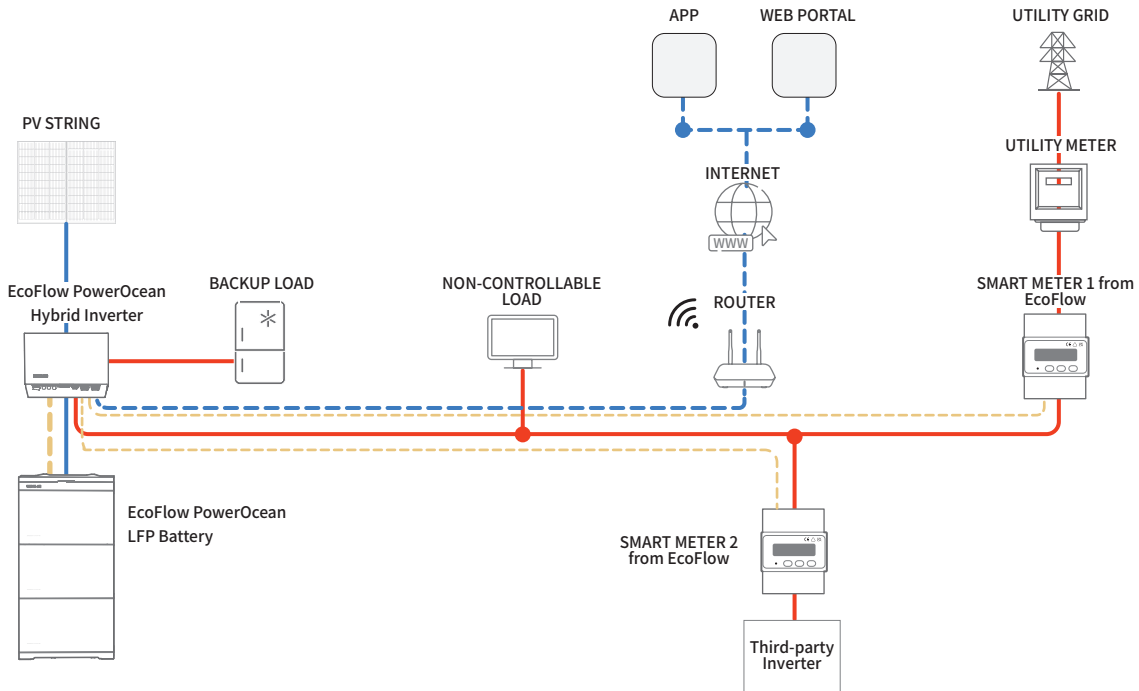 APP
WEB PORTAL
UTILITY GRID
PV STRING
UTILITY METER
INTERNET
WWW
EcoFlow PowerOcean
Hybrid Inverter
BACKUP LOAD
NON-CONTROLLABLE
LOAD
ROUTER
SMART METER 1 from
EcoFlow
EcoFlow PowerOcean
LFP Battery
SMART METER 2
from EcoFlow
Third-party
Inverter